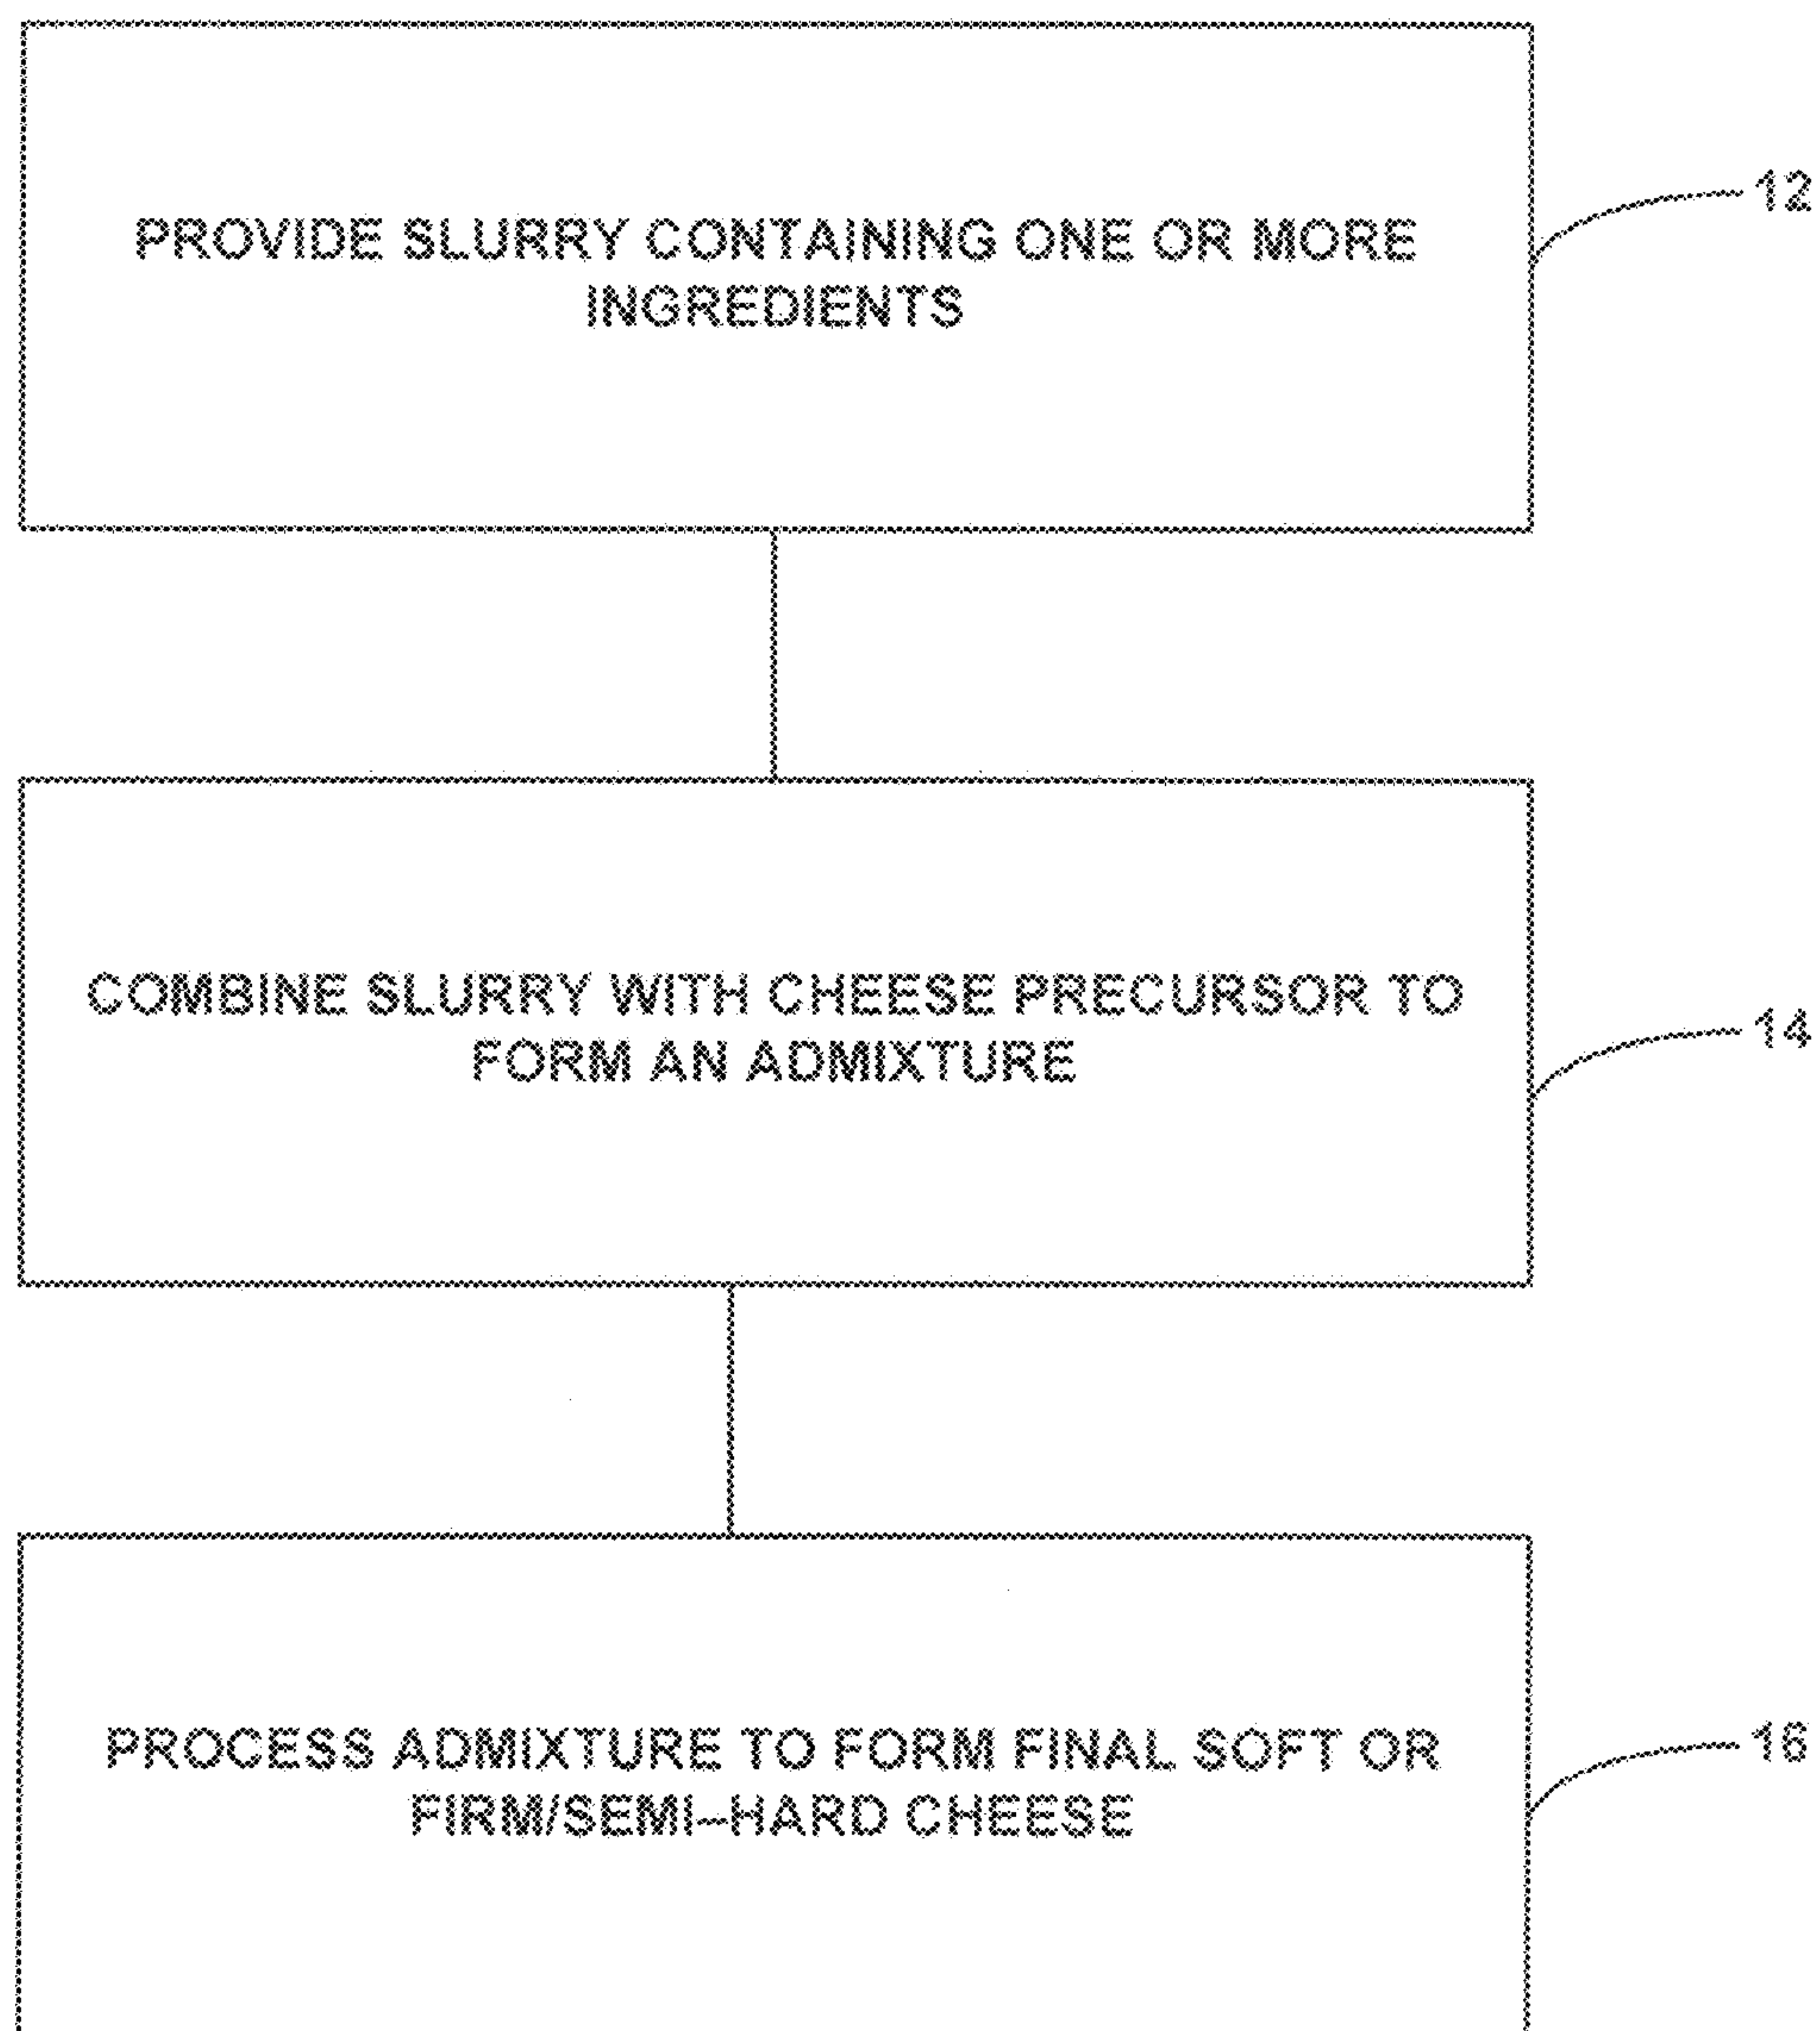 PROVIDE SLURRY CONTAINING ONE OR MORE
INGREDIENTS
12
COMBINE SLURRY WITH CHEESE PRECURSOR TO
FORM AN ADMIXTURE
14
PROCESS ADMIXTURE TO FORM FINAL SOFT OR
FIRM/SEMI-HARD CHEESE
16